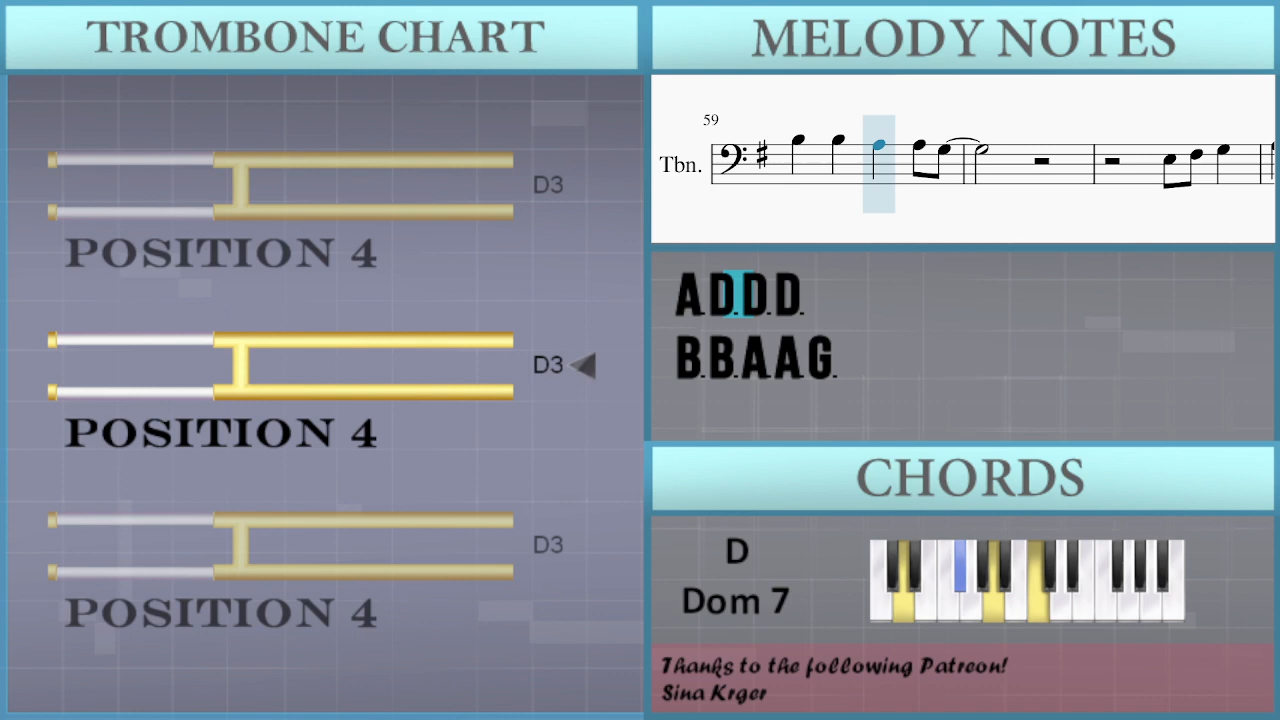 TROMBONE CHART
D3
POSITION 4
D3
POSITION 4
D3
POSITION 4
MELODY NOTES
59
Tbn.
A.D.D.D.
B.B.A.A.G.
CHORDS
D
Dom 7
Thanks to the following Patreon!
Sina Krger